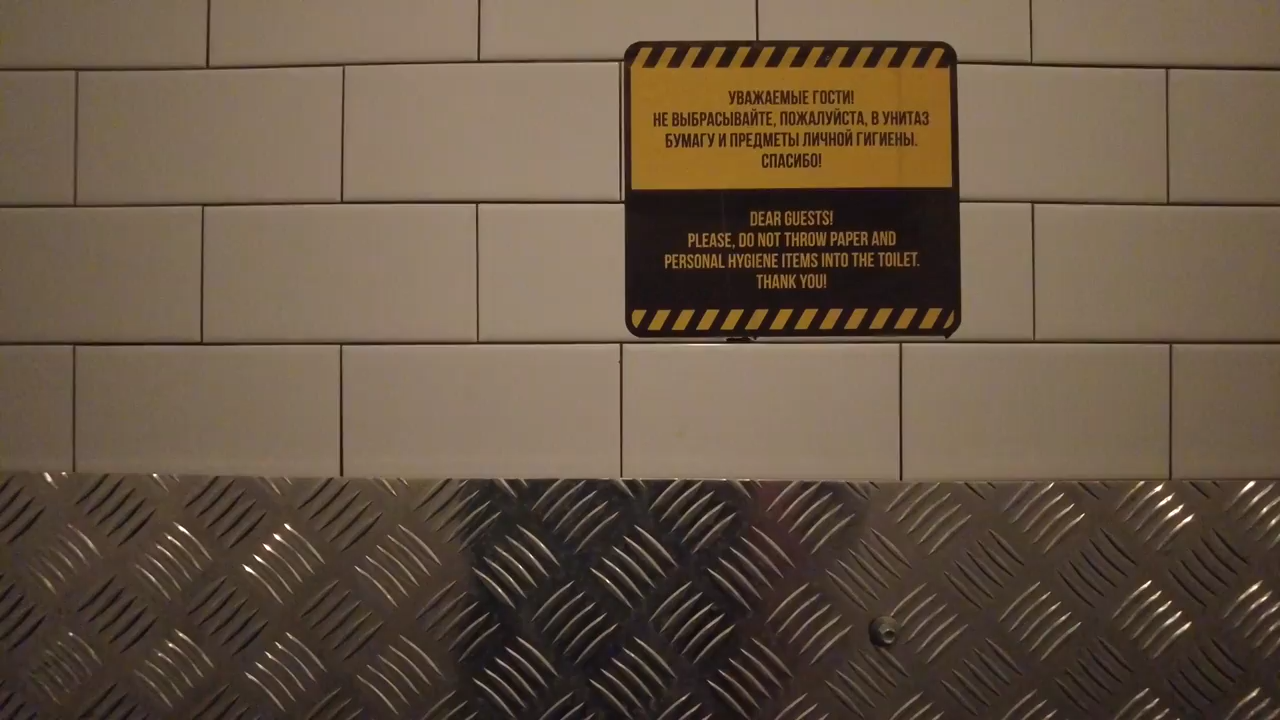 УВАЖАЕМЫЕ ГОСТИ!
НЕ ВЫБРАСЫВАЙТЕ, ПОЖАЛУЙСТА, В УНИТАЗ
БУМАГУ И ПРЕДМЕТЫ ЛИЧНОЙ ГИГИЕНЫ.
СПАСИБО!
DEAR GUESTS!
PLEASE, DO NOT THROW PAPER AND
PERSONAL HYGIENE ITEMS INTO THE TOILET.
THANK YOU!